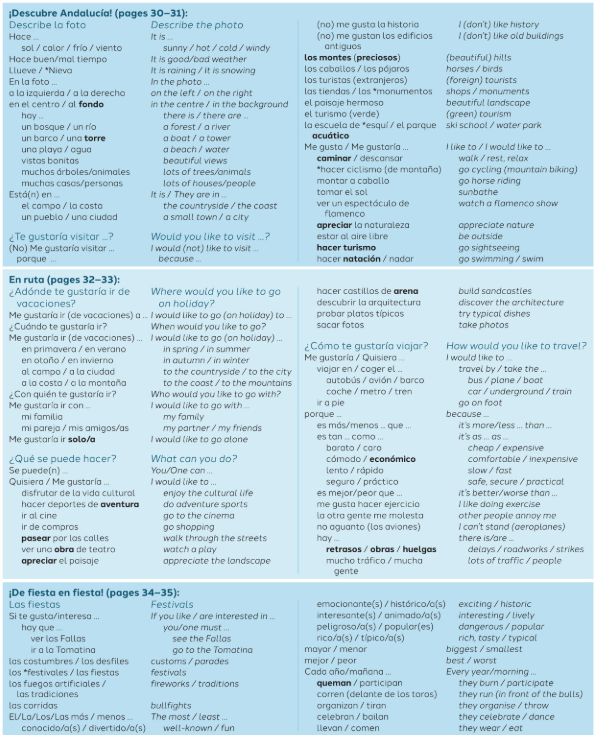 ¡Descubre Andalucía! (pages 30–31):
Describe la foto Describe the photo
Hace ... It is ...
sol / calor / frío / viento sunny / hot / cold / windy
Hace buen/mal tiempo It is good/bad weather
Llueve / *Nieva It is raining / It is snowing
En la foto ... In the photo ...
a la izquierda / a la derecha on the left / on the right
en el centro / al fondo in the centre / in the background
hay ... there is / there are ...
un bosque / un río a forest / a river
un barco / una torre a boat / a tower
una playa / agua a beach / water
vistas bonitas beautiful views
muchos árboles/animales lots of trees/animals
muchas casas/personas lots of houses/people
Está(n) en ... It is / They are in ...
el campo / la costa the countryside / the coast
un pueblo / una ciudad a small town / a city
¿Te gustaría visitar ...? Would you like to visit ...?
(No) Me gustaría visitar ... I would (not) like to visit ...
porque ... because ...
(no) me gusta la historia I (don't) like history
(no) me gustan los edificios I (don't) like old buildings
antiguos
los montes (preciosos) (beautiful) hills
los caballos / los pájaros horses / birds
los turistas (extranjeros) (foreign) tourists
las tiendas / los *monumentos shops / monuments
el paisaje hermoso beautiful landscape
el turismo (verde) (green) tourism
la escuela de *esquí / el parque ski school / water park
acuático
Me gusta / Me gustaría ... I like to / I would like to ...
caminar / descansar walk / rest, relax
*hacer ciclismo (de montaña) go cycling (mountain biking)
montar a caballo go horse riding
tomar el sol sunbathe
ver un espectáculo de watch a flamenco show
flamenco
apreciar la naturaleza appreciate nature
estar al aire libre be outside
hacer turismo go sightseeing
hacer natación / nadar go swimming / swim
En ruta (pages 32–33):
¿Adónde te gustaría ir de Where would you like to go
vacaciones? on holiday?
Me gustaría ir (de vacaciones) a ... I would like to go (on holiday) to ...
¿Cuándo te gustaría ir? When would you like to go?
Me gustaría ir (de vacaciones) ... I would like to go (on holiday) ...
en primavera / en verano in spring / in summer
en otoño / en invierno in autumn / in winter
al campo / a la ciudad to the countryside / to the city
a la costa / a la montaña to the coast / to the mountains
¿Con quién te gustaría ir? Who would you like to go with?
Me gustaría ir con ... I would like to go with ...
mi familia my family
mi pareja / mis amigos/as my partner / my friends
Me gustaría ir solo/a I would like to go alone
¿Qué se puede hacer? What can you do?
Se puede(n) ... You/One can ...
Quisiera / Me gustaría ... I would like to ...
disfrutar de la vida cultural enjoy the cultural life
hacer deportes de aventura do adventure sports
ir al cine go to the cinema
ir de compras go shopping
pasear por las calles walk through the streets
ver una obra de teatro watch a play
apreciar el paisaje appreciate the landscape
hacer castillos de arena build sandcastles
descubrir la arquitectura discover the architecture
probar platos típicos try typical dishes
sacar fotos take photos
¿Cómo te gustaría viajar? How would you like to travel?
Me gustaría / Quisiera ... I would like to ...
viajar en / coger el ... travel by / take the ...
autobús / avión / barco bus / plane / boat
coche / metro / tren car / underground / train
ir a pie go on foot
porque ... because ...
es más/menos ... que ... it's more/less ... than ...
es tan .. como ... it's as ... as ...
barato / caro cheap / expensive
cómodo / económico comfortable / inexpensive
lento / rápido slow / fast
seguro / práctico safe, secure / practical
es mejor/peor que ... it's better/worse than ...
me gusta hacer ejercicio I like doing exercise
la otra gente me molesta other people annoy me
no aguanto (los aviones) I can't stand (aeroplanes)
hay ... there is/are ...
retrasos / obras / huelgas delays / roadworks / strikes
mucho tráfico / mucha lots of traffic / people
gente
¡De fiesta en fiesta! (pages 34–35):
Las fiestas Festivals
Si te gusta/interesa ... If you like / are interested in ...
hay que ... you/one must ...
ver las Fallas see the Fallas
ir a la Tomatina go to the Tomatina
las costumbres / los desfiles customs / parades
los *festivales / las fiestas festivals
los fuegos artificiales / fireworks / traditions
las tradiciones
las corridas bullfights
El/La/Los/Las más / menos ... The most / least ...
conocido/a(s) / divertido/a(s) well-known / fun
emocionante(s) / histórico/a(s) exciting / historic
interesante(s) / animado/a(s) interesting / lively
peligroso/a(s) / popular(es) dangerous / popular
rico/a(s) / típico/a(s) rich, tasty / typical
mayor / menor biggest / smallest
mejor / peor best / worst
Cada año/mañana ... Every year/morning ...
queman / participan they burn / participate
corren (delante de los toros) they run (in front of the bulls)
organizan / tiran they organise / throw
celebran / bailan they celebrate / dance
llevan / comen they wear / eat